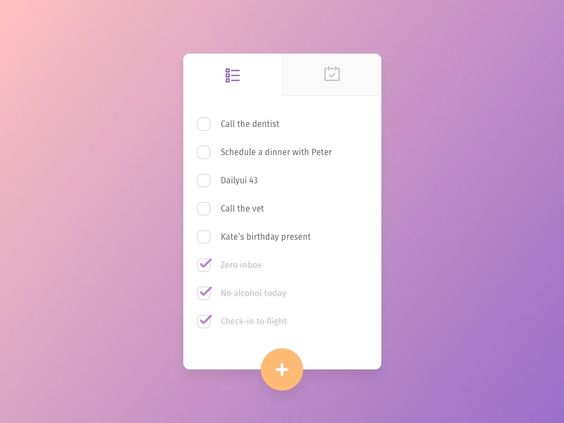 Call the dentist
Schedule a dinner with Peter
Dailyui 43
Call the vet
Kate's birthday present
Zero inbox
No alcohol today
Check-in to flight